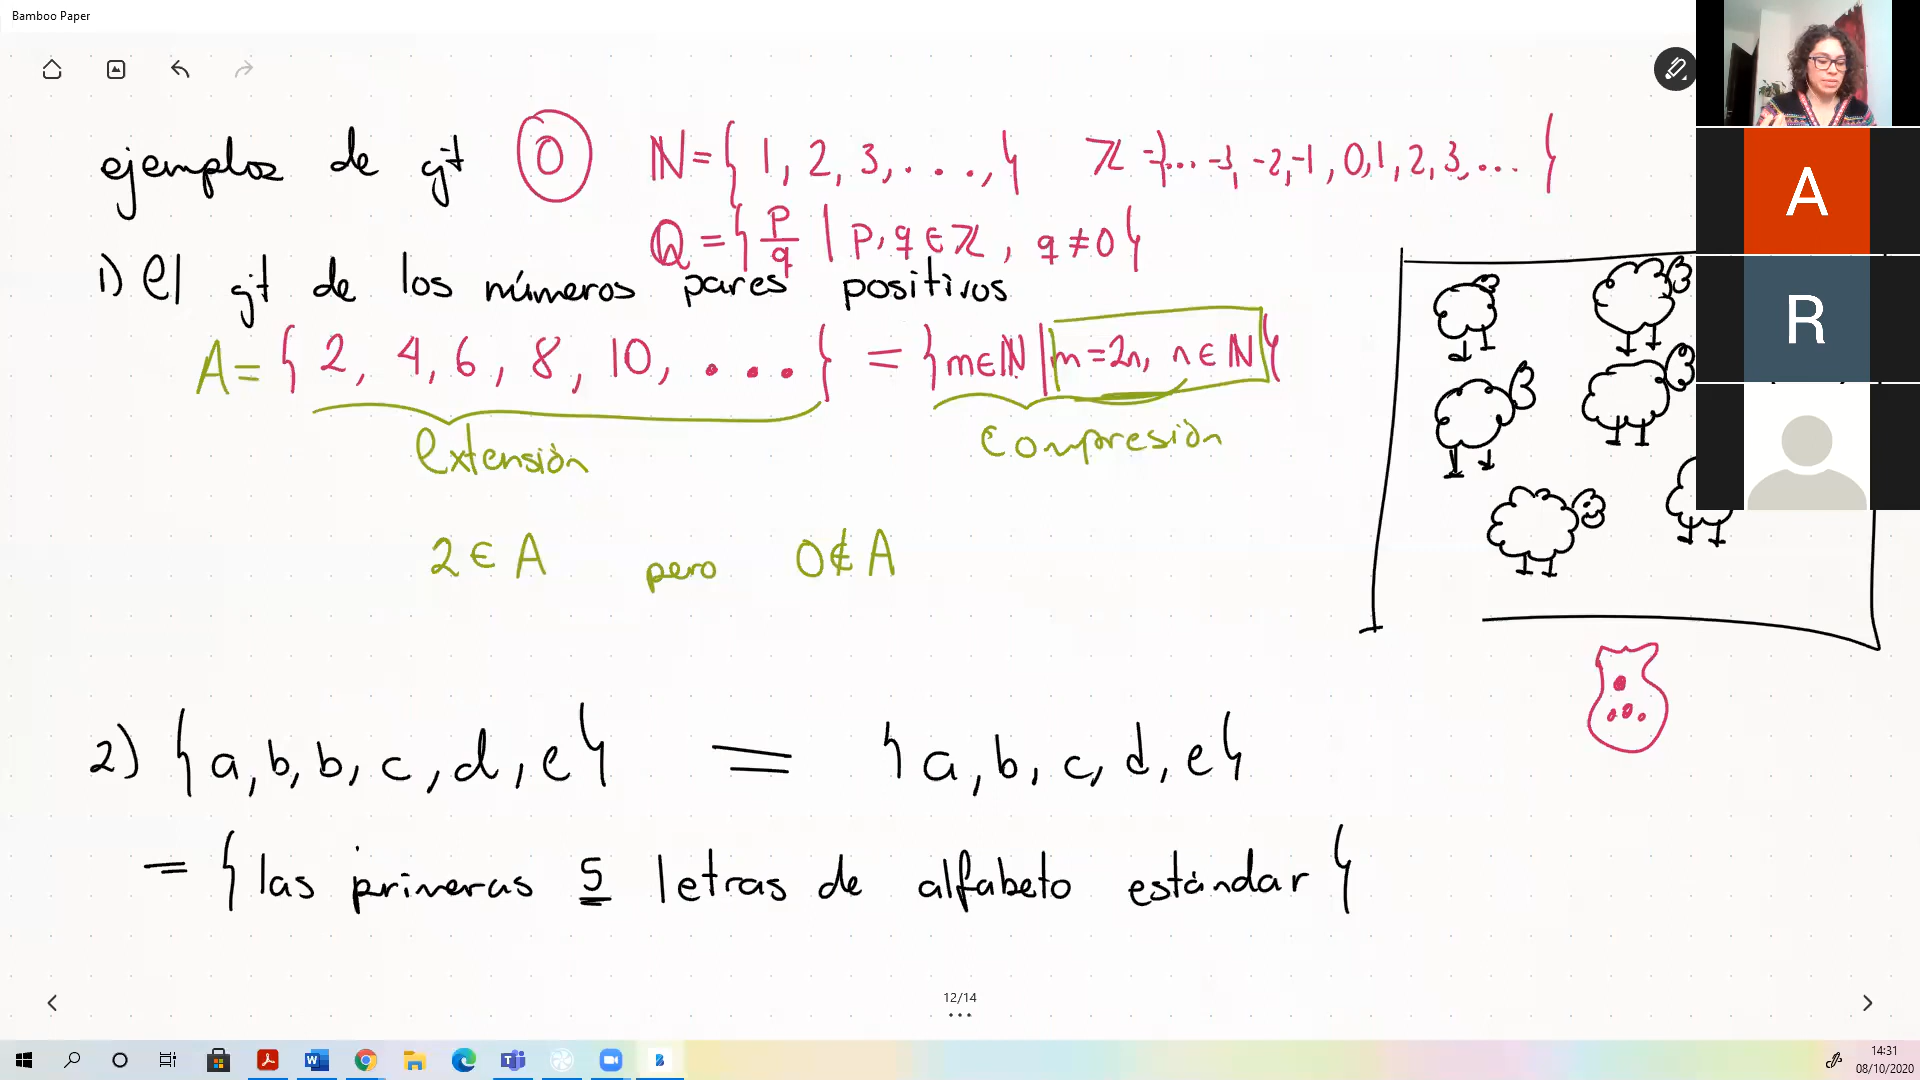 Bamboo Paper
ejemplos de cjt 0 ℕ = { 1, 2, 3, ..., } ℤ = {... -3, -2, -1, 0, 1, 2, 3, ... }
ℚ = { p/q | p, q ∈ ℤ, q ≠ 0 }
1) El cjt de los números pares positivos
A = { 2, 4, 6, 8, 10, ... } = { m ∈ ℕ | m = 2n, n ∈ ℕ }
extensión compresión
2 ∈ A pero 0 ∉ A
2) { a, b, b, c, d, e } = { a, b, c, d, e }
= { las primeras 5 letras de alfabeto estándar }
A
R
12/14
14:31
08/10/2020